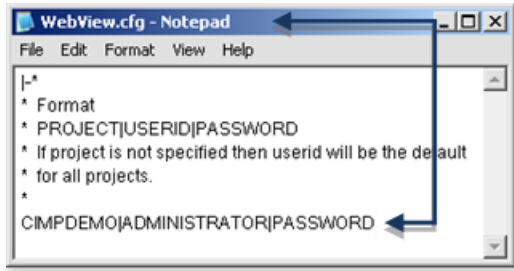 WebView.cfg - Notepad
File Edit Format View Help
|-*
* Format
* PROJECT|USERID|PASSWORD
* If project is not specified then userid will be the default
* for all projects.
*
CIMPDEMO|ADMINISTRATOR|PASSWORD